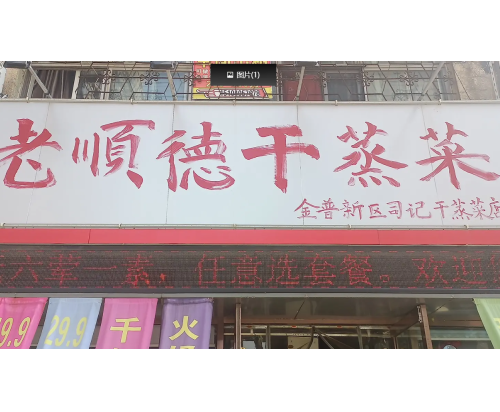 图片(1)
老順德干蒸菜
金普新区司记干蒸菜店
六荤一素，任意选套餐。欢迎
9.9
29.9
千
火